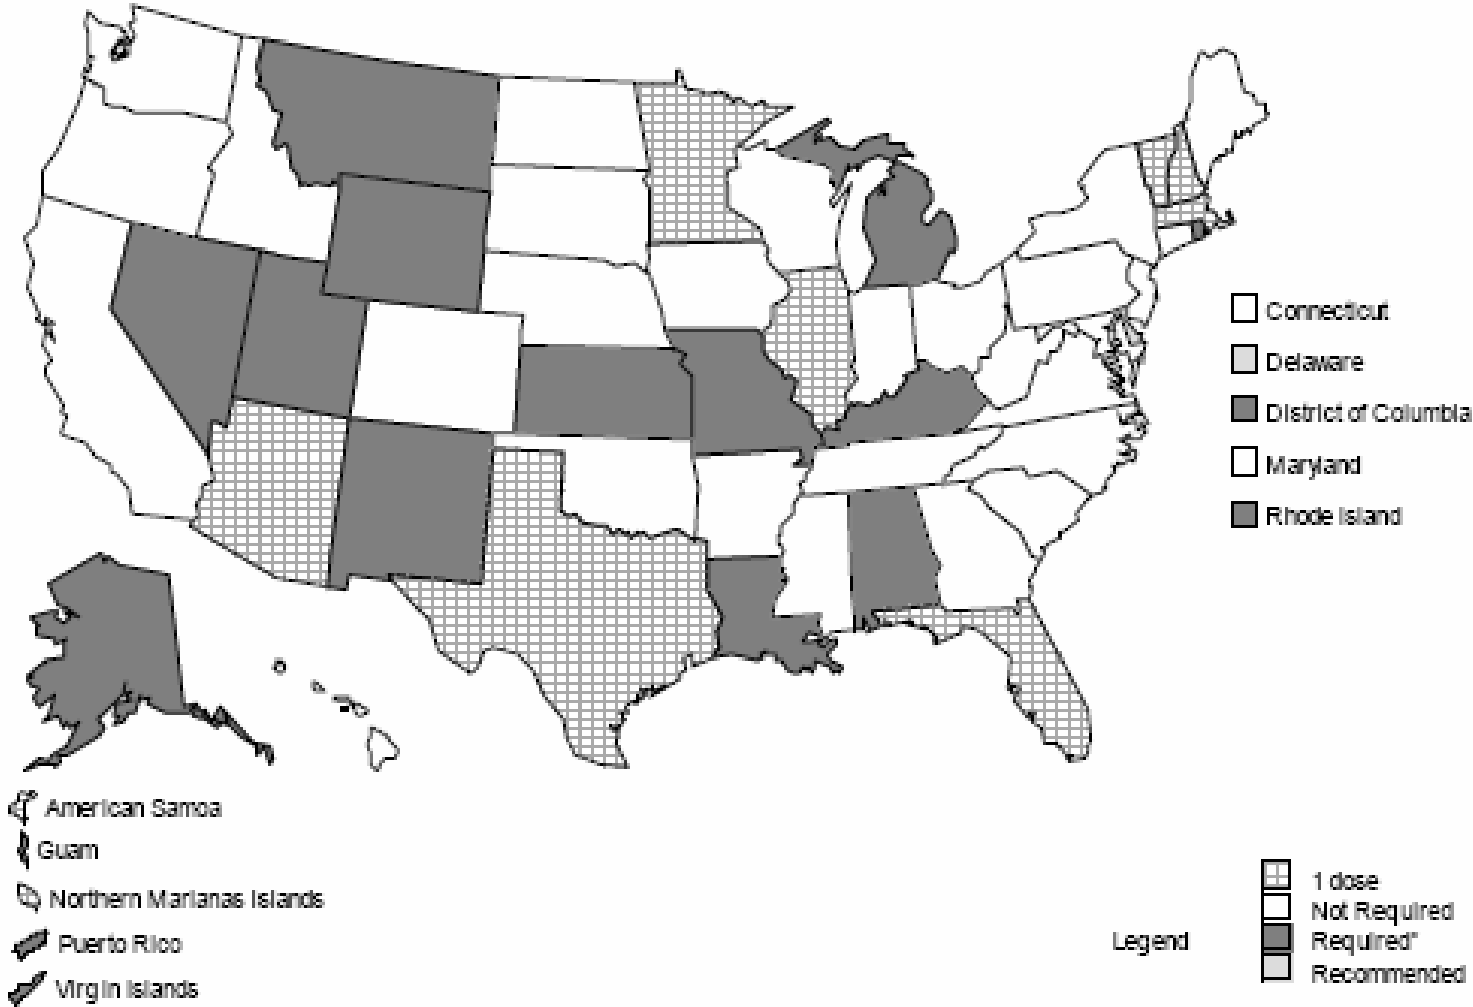 Connecticut
Delaware
District of Columbia
Maryland
Rhode Island
American Samoa
Guam
Northern Marianas Islands
Puerto Rico
Virgin Islands
Legend
1 dose
Not Required
Required*
Recommended